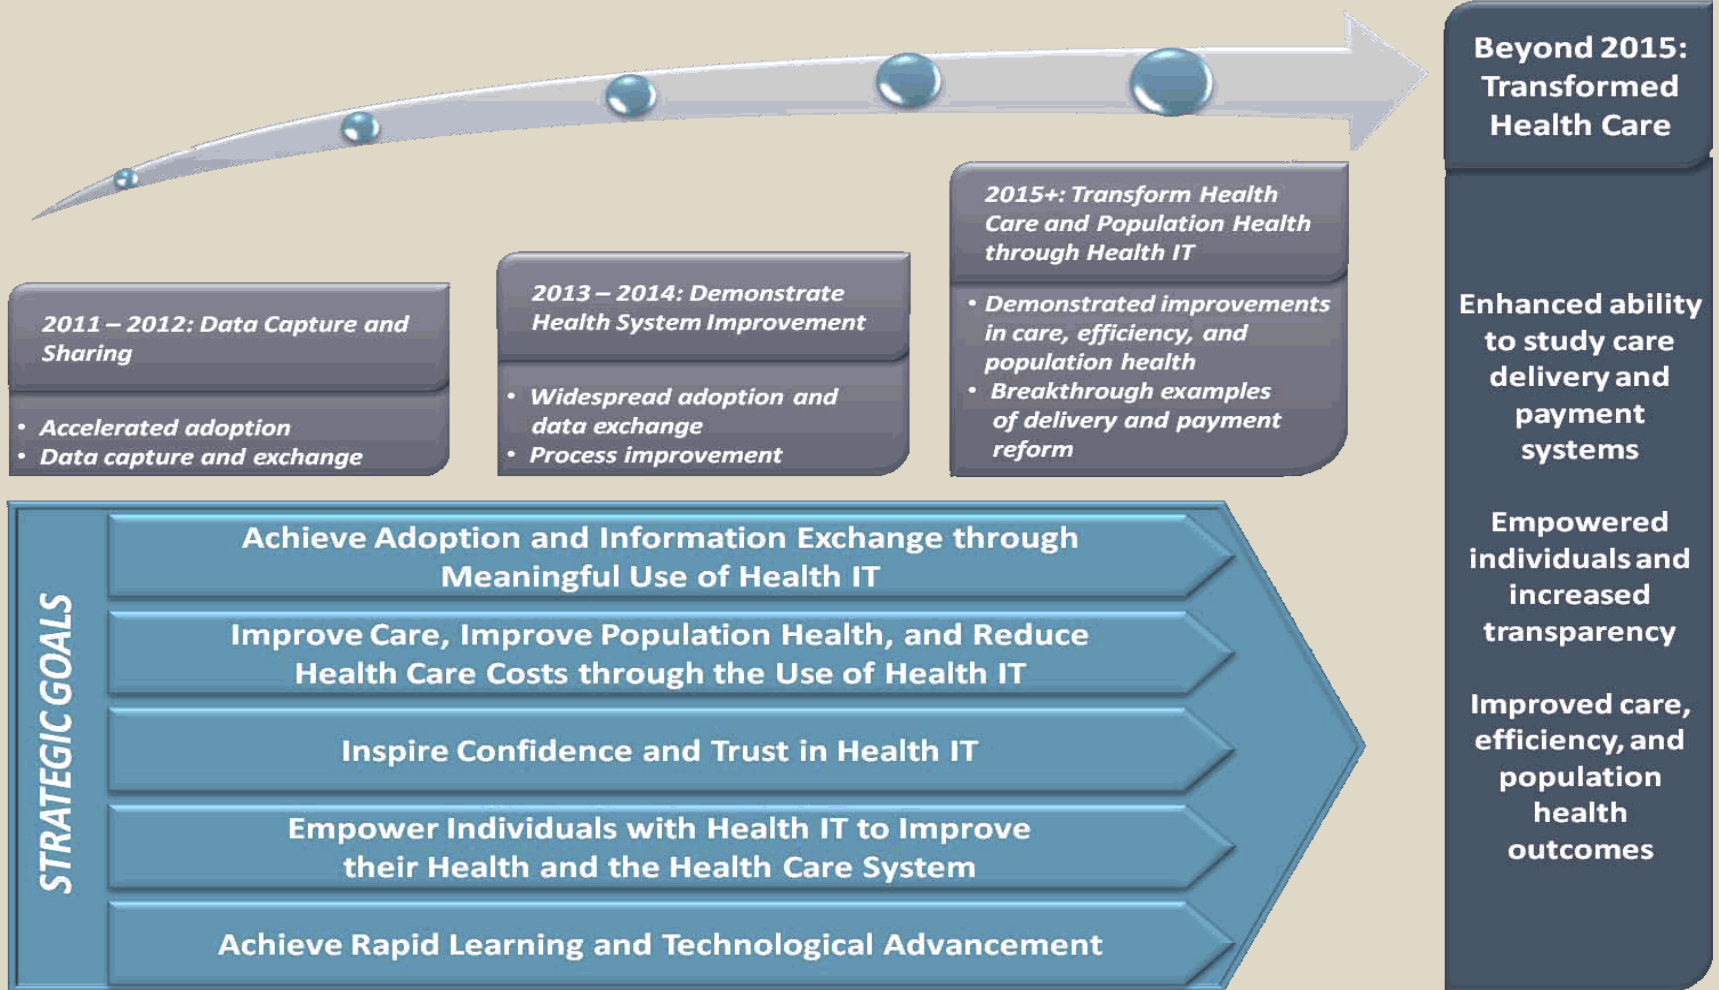 2011 – 2012: Data Capture and
Sharing
• Accelerated adoption
• Data capture and exchange
2013 – 2014: Demonstrate
Health System Improvement
• Widespread adoption and
data exchange
• Process improvement
2015+: Transform Health
Care and Population Health
through Health IT
• Demonstrated improvements
in care, efficiency, and
population health
• Breakthrough examples
of delivery and payment
reform
Beyond 2015:
Transformed
Health Care
Enhanced ability
to study care
delivery and
payment
systems
Empowered
individuals and
increased
transparency
Improved care,
efficiency, and
population
health
outcomes
STRATEGIC GOALS
Achieve Adoption and Information Exchange through
Meaningful Use of Health IT
Improve Care, Improve Population Health, and Reduce
Health Care Costs through the Use of Health IT
Inspire Confidence and Trust in Health IT
Empower Individuals with Health IT to Improve
their Health and the Health Care System
Achieve Rapid Learning and Technological Advancement